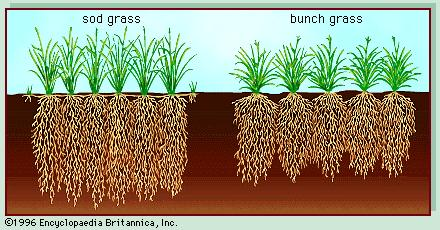 sod grass
bunch grass
©1996 Encyclopaedia Britannica, Inc.